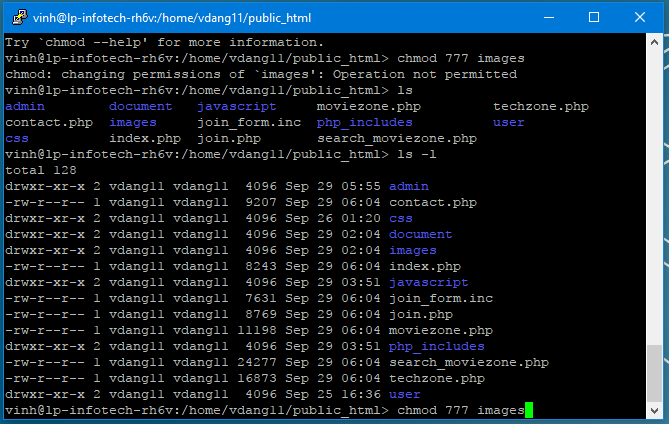 vinh@lp-infotech-rh6v:/home/vdang11/public_html
Try `chmod --help' for more information.
vinh@lp-infotech-rh6v:/home/vdang11/public_html> chmod 777 images
chmod: changing permissions of `images': Operation not permitted
vinh@lp-infotech-rh6v:/home/vdang11/public_html> ls
admin document javascript moviezone.php techzone.php
contact.php images join_form.inc php_includes user
css index.php join.php search_moviezone.php
vinh@lp-infotech-rh6v:/home/vdang11/public_html> ls -l
total 128
drwxr-xr-x 2 vdang11 vdang11 4096 Sep 29 05:55 admin
-rw-r--r-- 1 vdang11 vdang11 9207 Sep 29 06:04 contact.php
drwxr-xr-x 2 vdang11 vdang11 4096 Sep 26 01:20 css
drwxr-xr-x 2 vdang11 vdang11 4096 Sep 29 02:04 document
drwxr-xr-x 2 vdang11 vdang11 4096 Sep 29 02:04 images
-rw-r--r-- 1 vdang11 vdang11 8243 Sep 29 06:04 index.php
drwxr-xr-x 2 vdang11 vdang11 4096 Sep 29 03:51 javascript
-rw-r--r-- 1 vdang11 vdang11 7631 Sep 29 06:04 join_form.inc
-rw-r--r-- 1 vdang11 vdang11 8769 Sep 29 06:04 join.php
-rw-r--r-- 1 vdang11 vdang11 11198 Sep 29 06:04 moviezone.php
drwxr-xr-x 2 vdang11 vdang11 4096 Sep 29 03:51 php_includes
-rw-r--r-- 1 vdang11 vdang11 24277 Sep 29 06:04 search_moviezone.php
-rw-r--r-- 1 vdang11 vdang11 16873 Sep 29 06:04 techzone.php
drwxr-xr-x 2 vdang11 vdang11 4096 Sep 25 16:36 user
vinh@lp-infotech-rh6v:/home/vdang11/public_html> chmod 777 images